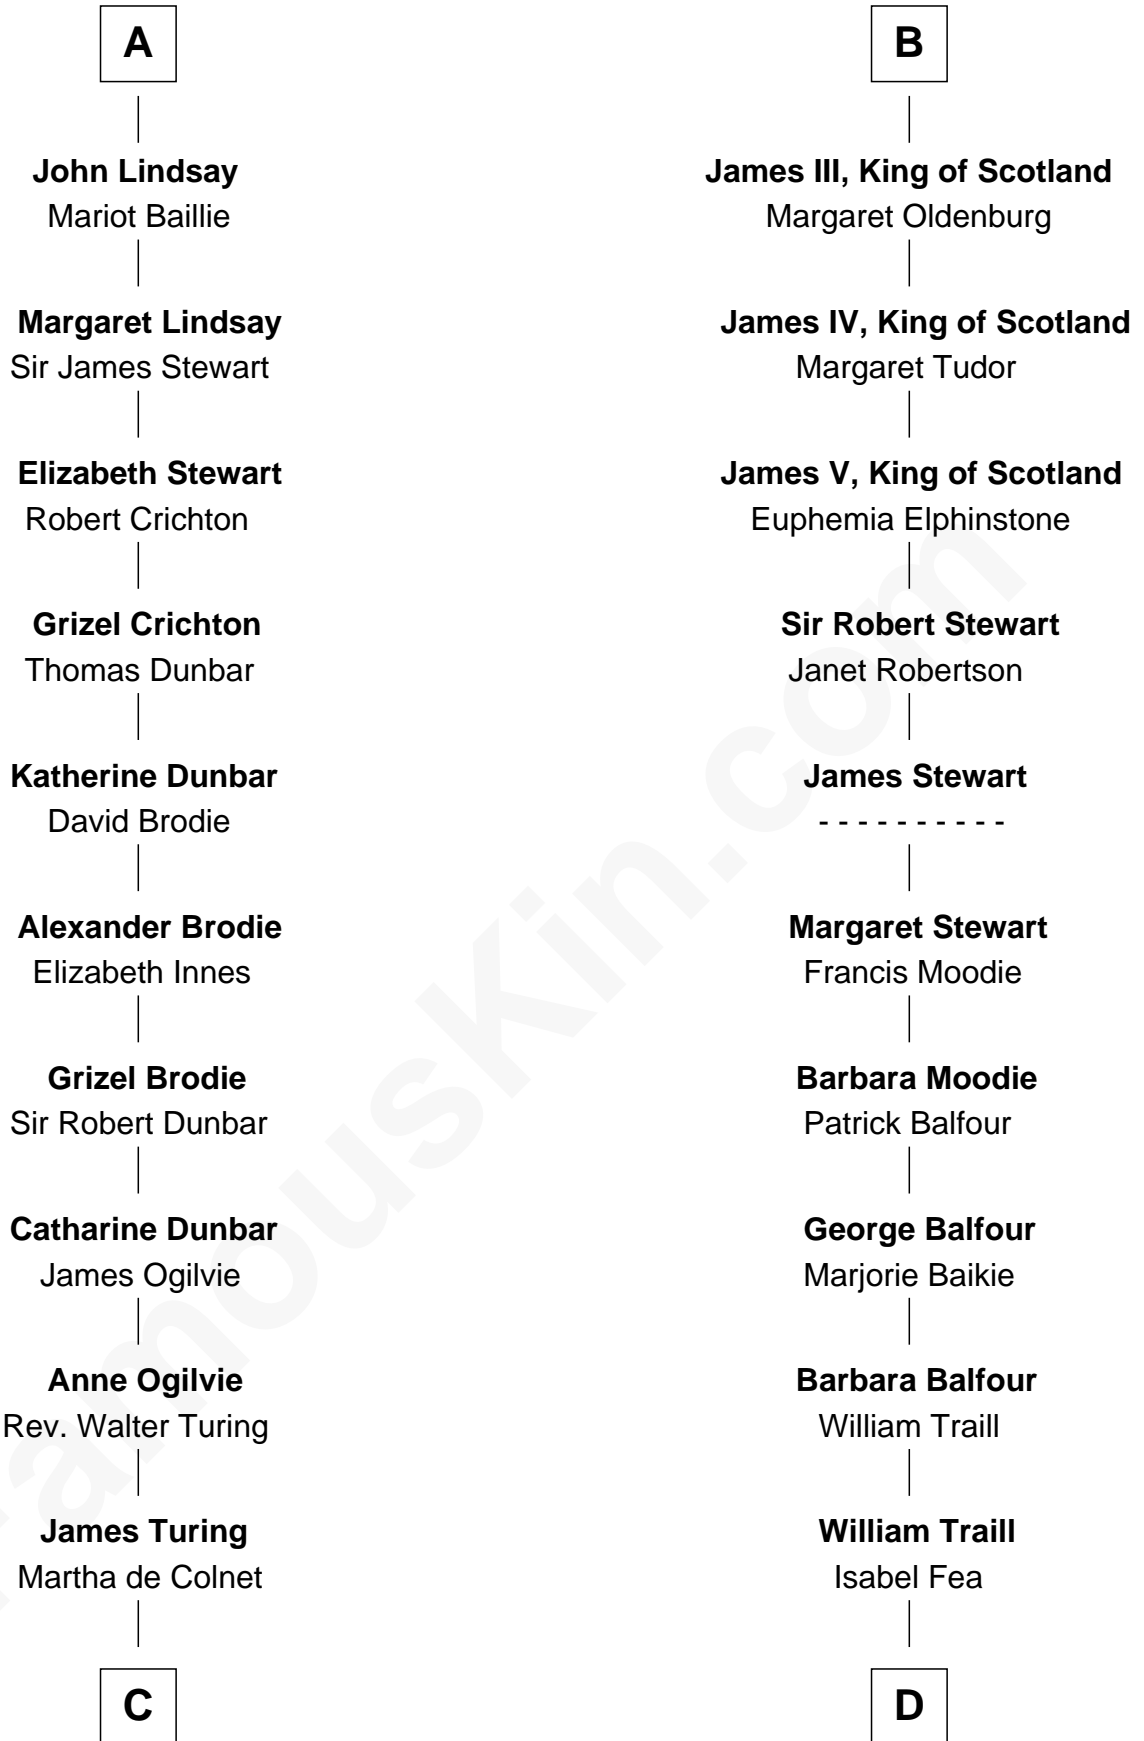 A
John Lindsay
Mariot Baillie
Margaret Lindsay
Sir James Stewart
Elizabeth Stewart
Robert Crichton
Grizel Crichton
Thomas Dunbar
Katherine Dunbar
David Brodie
Alexander Brodie
Elizabeth Innes
Grizel Brodie
Sir Robert Dunbar
Catharine Dunbar
James Ogilvie
Anne Ogilvie
Rev. Walter Turing
James Turing
Martha de Colnet
C
B
James III, King of Scotland
Margaret Oldenburg
James IV, King of Scotland
Margaret Tudor
James V, King of Scotland
Euphemia Elphinstone
Sir Robert Stewart
Janet Robertson
James Stewart
- - - - - - - - - -
Margaret Stewart
Francis Moodie
Barbara Moodie
Patrick Balfour
George Balfour
Marjorie Baikie
Barbara Balfour
William Traill
William Traill
Isabel Fea
D
FamousKin.com